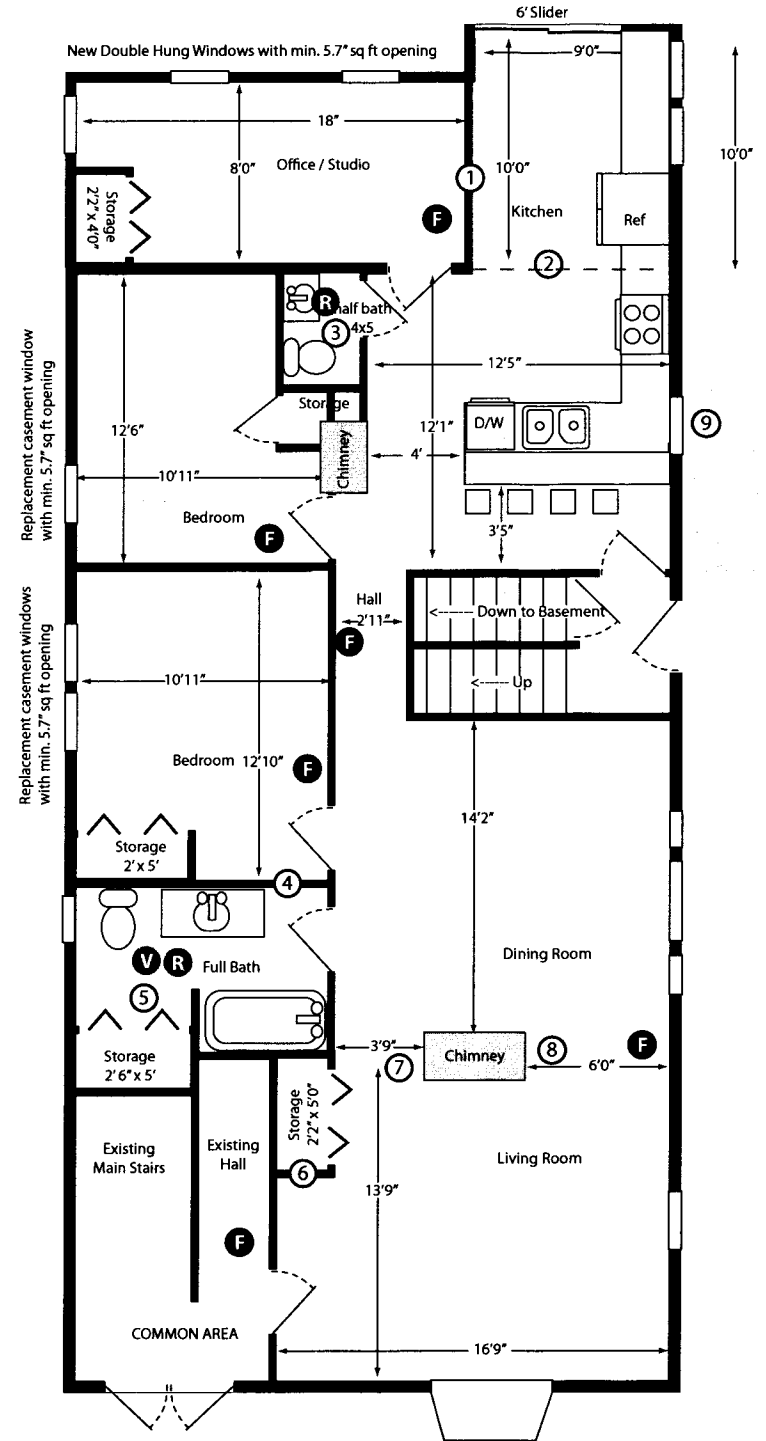 6' Slider
New Double Hung Windows with min. 5.7" sq ft opening
9'0"
18"
10'0"
10'0"
8'0"
Office / Studio
1
Storage
2'2" x 4'0"
F
Kitchen
Ref
2
R
half bath
4x5
3
12'5"
Replacement casement window
with min. 5.7" sq ft opening
Storage
12'6"
12'1"
D/W
9
Chimney
4'
10'11"
Bedroom
F
3'5"
Hall
2'11"
Down to Basement
F
Up
Replacement casement windows
with min. 5.7" sq ft opening
10'11"
Bedroom
12'10"
F
14'2"
Storage
2' x 5'
4
V
R
Full Bath
5
Dining Room
Storage
2' 6" x 5'
3'9"
7
Chimney
8
F
6'0"
Storage
2'2" x 5'0"
Existing
Main Stairs
Existing
Hall
Living Room
6
13'9"
F
COMMON AREA
16'9"